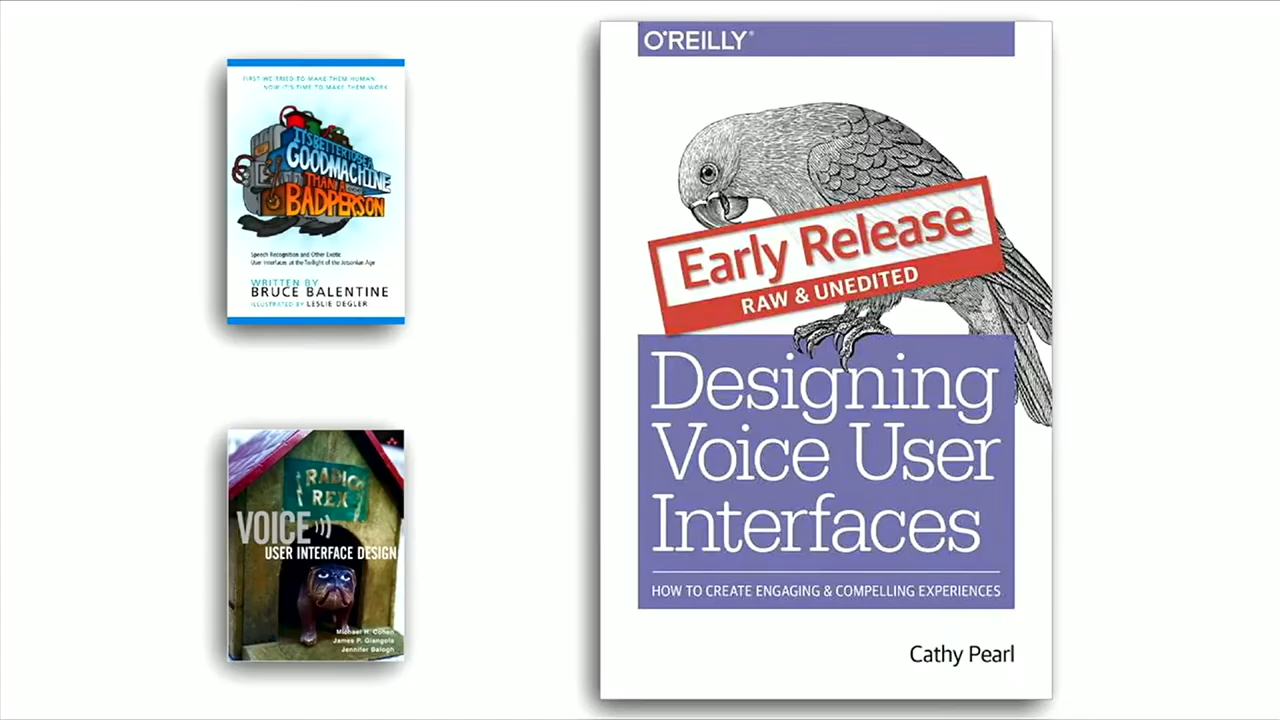 FIRST WE TRIED TO MAKE THEM HUMAN;
NOW IT'S TIME TO MAKE THEM WORK
IT'S BETTER TO BE A
GOOD MACHINE
THAN A
BAD PERSON
Speech Recognition and Other Exotic
User Interfaces at the Twilight of the Jetsonian Age
WRITTEN BY
BRUCE BALENTINE
ILLUSTRATED BY LESLIE DEGLER
RADIO
REX
VOICE
USER INTERFACE DESIGN
Michael H. Cohen
James P. Giangola
Jennifer Balogh
O'REILLY®
Early Release
RAW & UNEDITED
Designing
Voice User
Interfaces
HOW TO CREATE ENGAGING & COMPELLING EXPERIENCES
Cathy Pearl